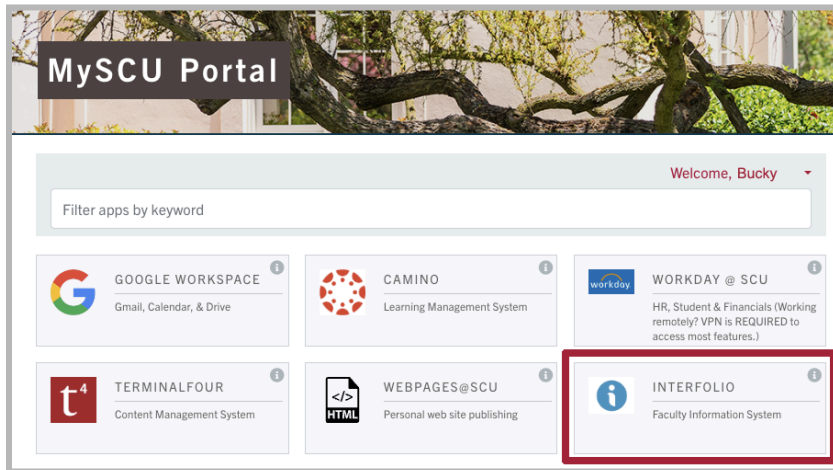 MySCU Portal
Welcome, Bucky
Filter apps by keyword
GOOGLE WORKSPACE
Gmail, Calendar, & Drive
CAMINO
Learning Management System
workday.
WORKDAY @ SCU
HR, Student & Financials (Working
remotely? VPN is REQUIRED to
access most features.)
t4
TERMINALFOUR
Content Management System
</>
HTML
WEBPAGES@SCU
Personal web site publishing
INTERFOLIO
Faculty Information System